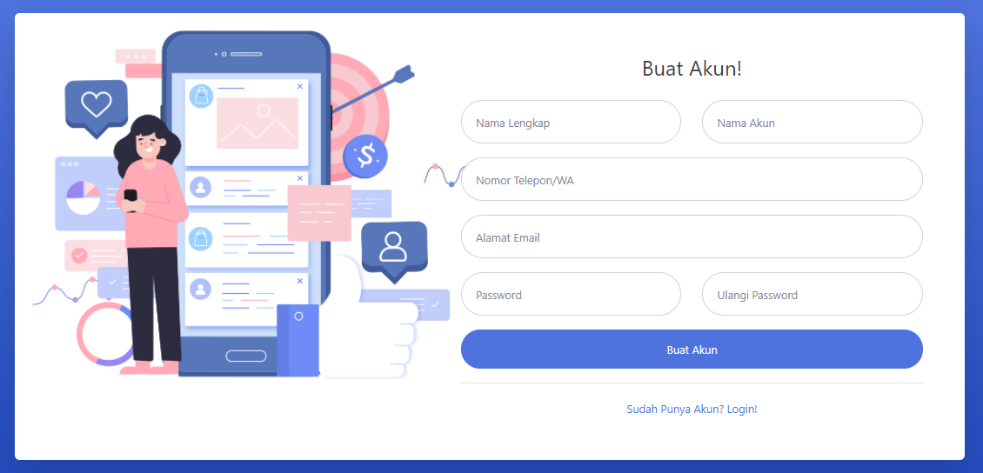 Buat Akun!
Nama Lengkap
Nama Akun
Nomor Telepon/WA
Alamat Email
Password
Ulangi Password
Buat Akun
Sudah Punya Akun? Login!